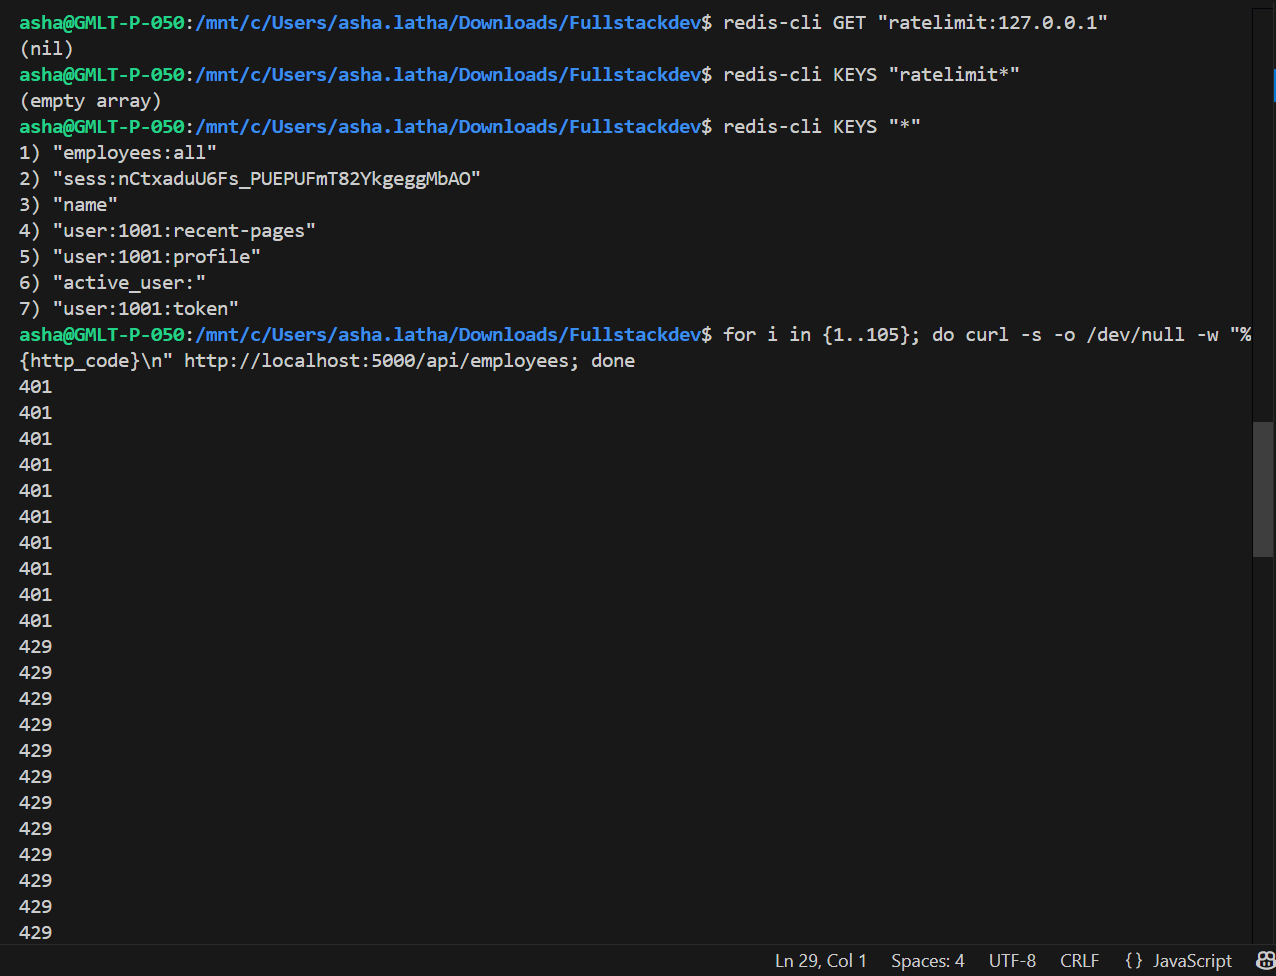 asha@GMLT-P-050:/mnt/c/Users/asha.latha/Downloads/Fullstackdev$ redis-cli GET "ratelimit:127.0.0.1"
(nil)
asha@GMLT-P-050:/mnt/c/Users/asha.latha/Downloads/Fullstackdev$ redis-cli KEYS "ratelimit*"
(empty array)
asha@GMLT-P-050:/mnt/c/Users/asha.latha/Downloads/Fullstackdev$ redis-cli KEYS "*"
1) "employees:all"
2) "sess:nCtxaduU6Fs_PUEPUFmT82YkgeggMbAO"
3) "name"
4) "user:1001:recent-pages"
5) "user:1001:profile"
6) "active_user:"
7) "user:1001:token"
asha@GMLT-P-050:/mnt/c/Users/asha.latha/Downloads/Fullstackdev$ for i in {1..105}; do curl -s -o /dev/null -w "%
{http_code}\n" http://localhost:5000/api/employees; done
401
401
401
401
401
401
401
401
401
401
429
429
429
429
429
429
429
429
429
429
429
429
Ln 29, Col 1 Spaces: 4 UTF-8 CRLF {} JavaScript